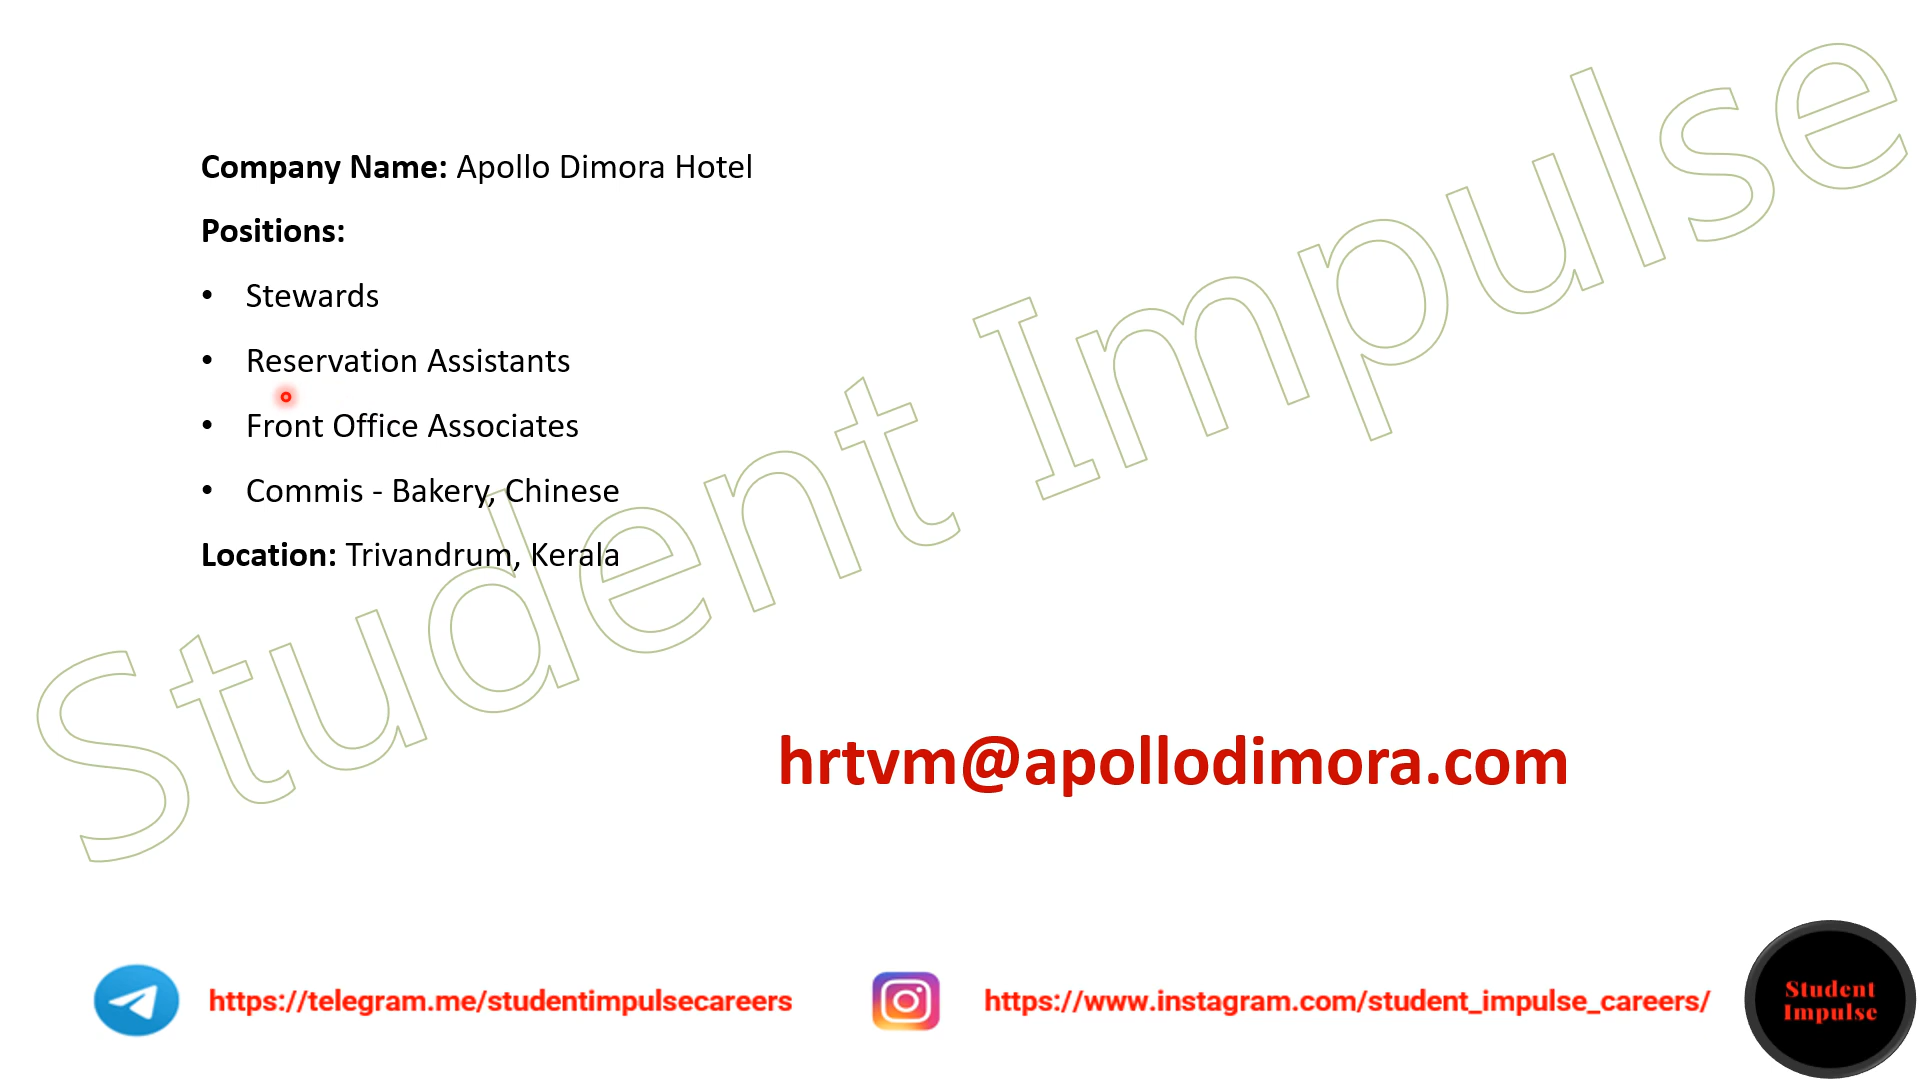 Company Name: Apollo Dimora Hotel
Positions:
• Stewards
• Reservation Assistants
• Front Office Associates
• Commis - Bakery, Chinese
Location: Trivandrum, Kerala
Student Impulse
hrtvm@apollodimora.com
https://telegram.me/studentimpulsecareers
https://www.instagram.com/student_impulse_careers/
Student
Impulse